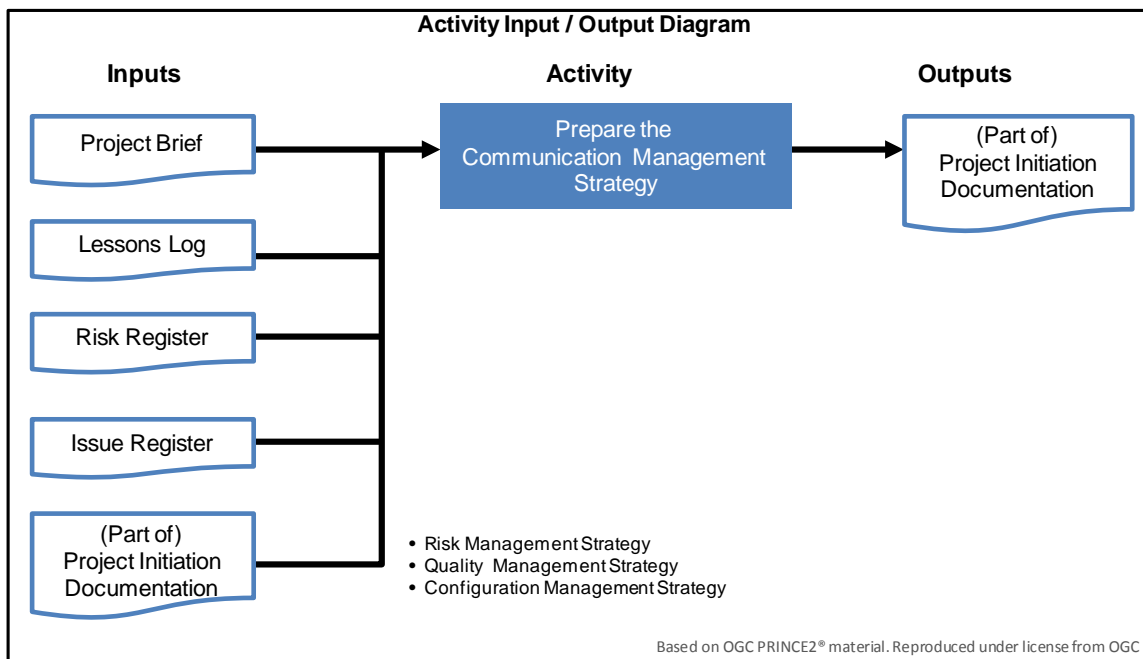 Activity Input / Output Diagram
Inputs
Activity
Outputs
Project Brief
Prepare the
Communication Management
Strategy
(Part of)
Project Initiation
Documentation
Lessons Log
Risk Register
Issue Register
(Part of)
Project Initiation
Documentation
• Risk Management Strategy
• Quality Management Strategy
• Configuration Management Strategy
Based on OGC PRINCE2® material. Reproduced under license from OGC